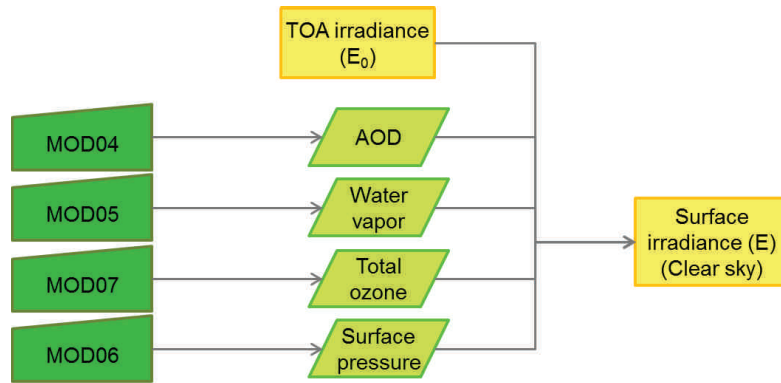 TOA irradiance
(E₀)
MOD04
AOD
MOD05
Water
vapor
MOD07
Total
ozone
MOD06
Surface
pressure
Surface
irradiance (E)
(Clear sky)